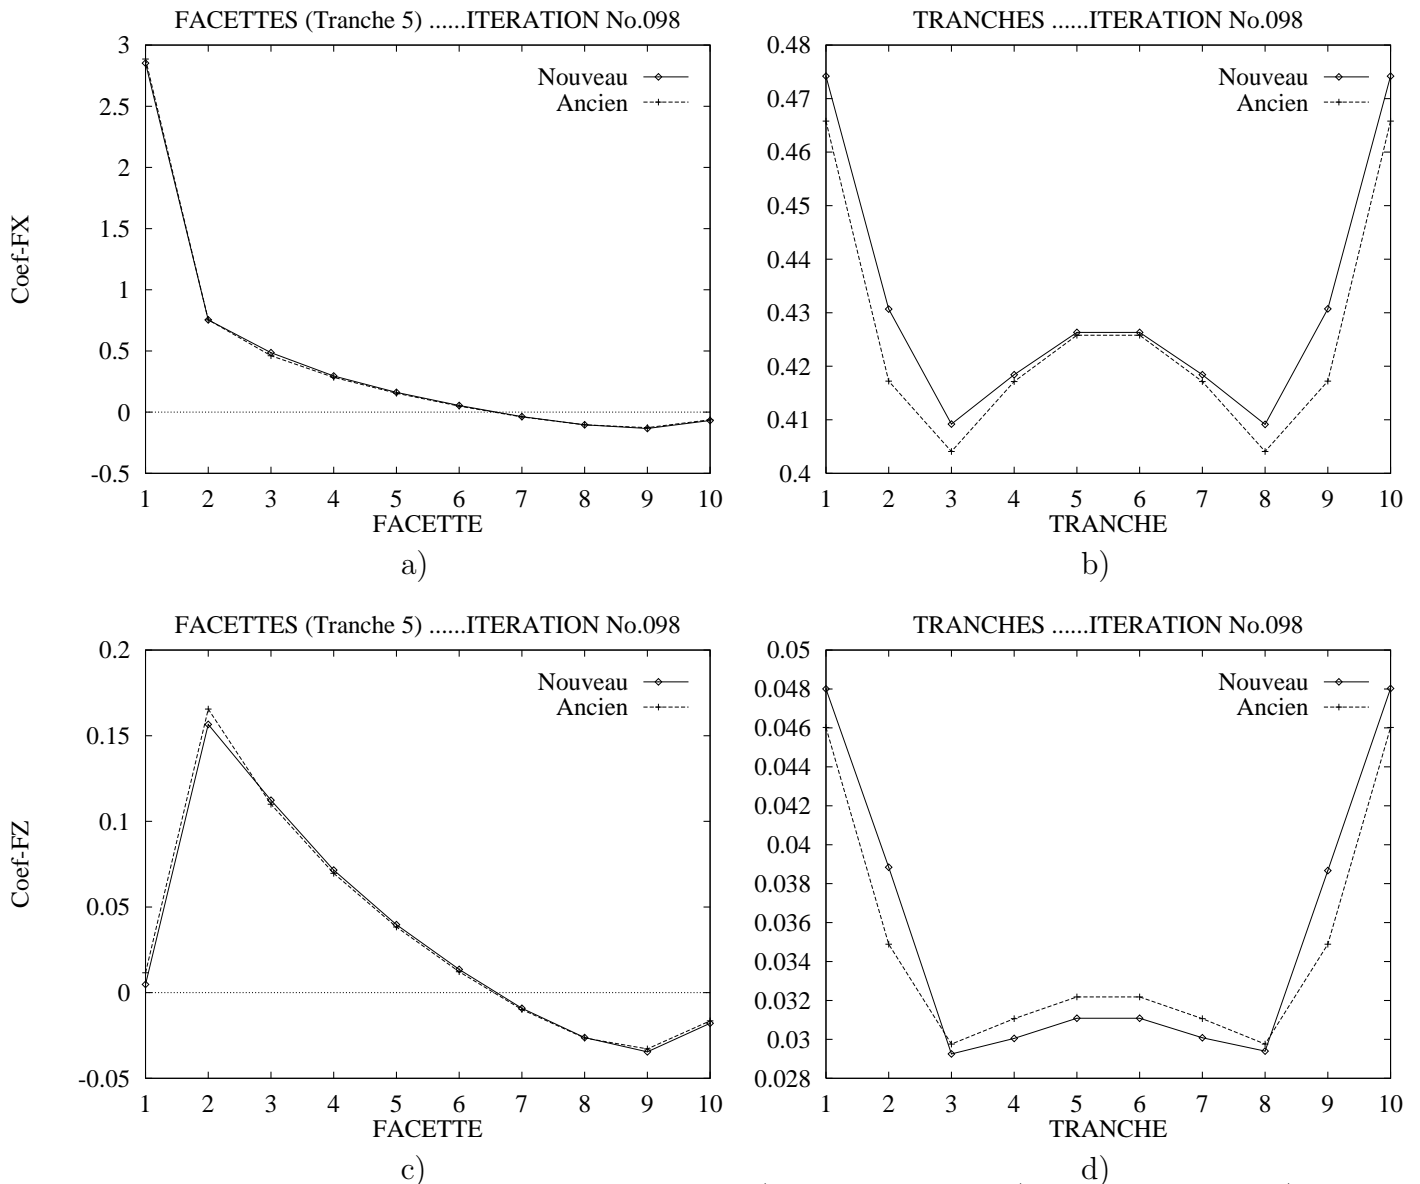 FACETTES (Tranche 5) ......ITERATION No.098
Coef-FX
3
2.5
2
1.5
1
0.5
0
-0.5
Nouveau
Ancien
1 2 3 4 5 6 7 8 9 10
FACETTE
a)
TRANCHES ......ITERATION No.098
0.48
0.47
0.46
0.45
0.44
0.43
0.42
0.41
0.4
Nouveau
Ancien
1 2 3 4 5 6 7 8 9 10
TRANCHE
b)
FACETTES (Tranche 5) ......ITERATION No.098
Coef-FZ
0.2
0.15
0.1
0.05
0
-0.05
Nouveau
Ancien
1 2 3 4 5 6 7 8 9 10
FACETTE
c)
TRANCHES ......ITERATION No.098
0.05
0.048
0.046
0.044
0.042
0.04
0.038
0.036
0.034
0.032
0.03
0.028
Nouveau
Ancien
1 2 3 4 5 6 7 8 9 10
TRANCHE
d)